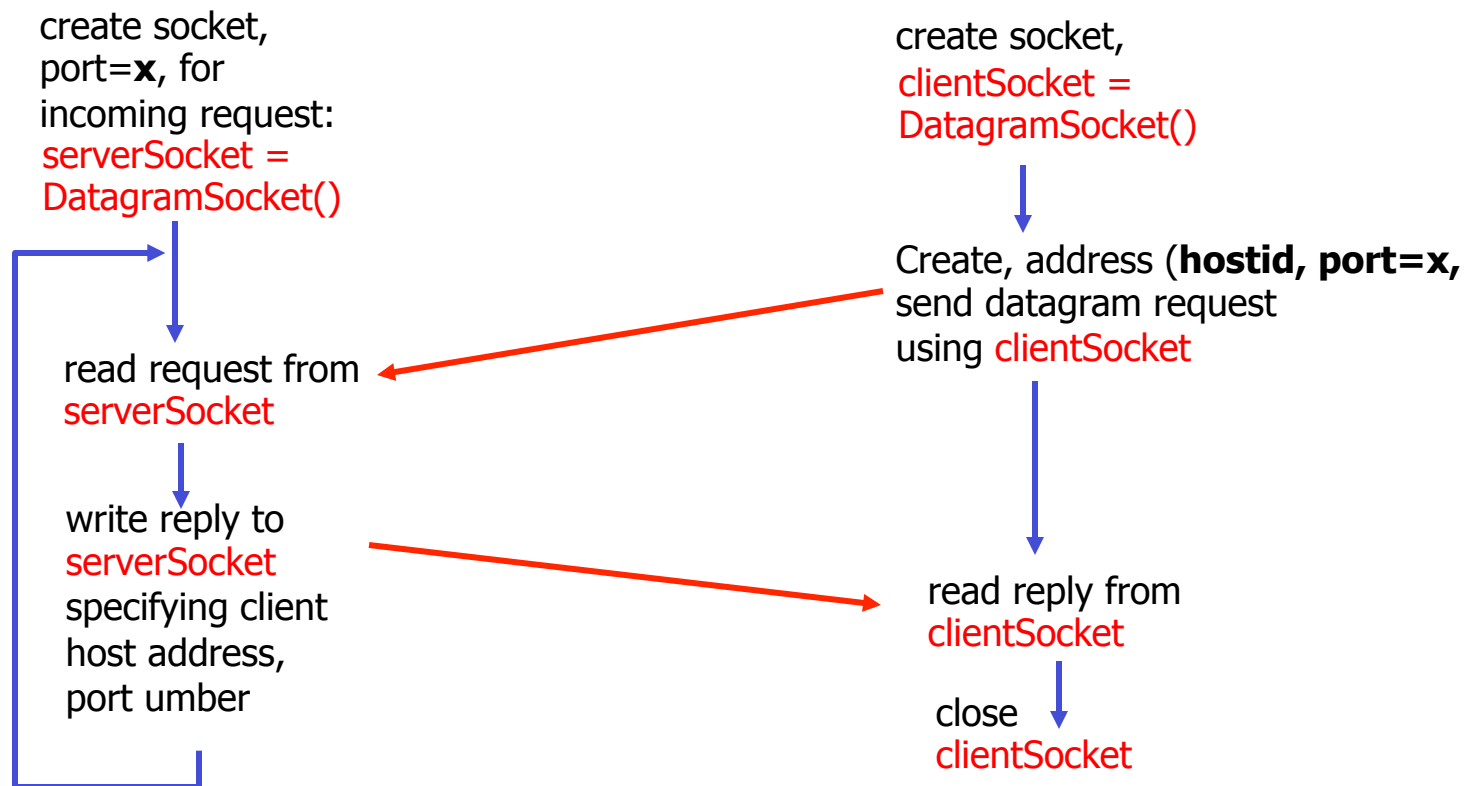 create socket,
port=x, for
incoming request:
serverSocket =
DatagramSocket()
read request from
serverSocket
write reply to
serverSocket
specifying client
host address,
port umber
create socket,
clientSocket =
DatagramSocket()
Create, address (hostid, port=x,
send datagram request
using clientSocket
read reply from
clientSocket
close
clientSocket